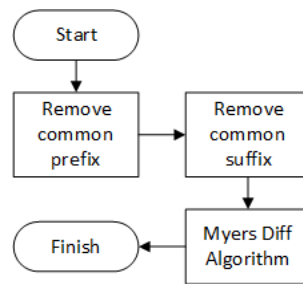 Start
Remove
common
prefix
Remove
common
suffix
Myers Diff
Algorithm
Finish